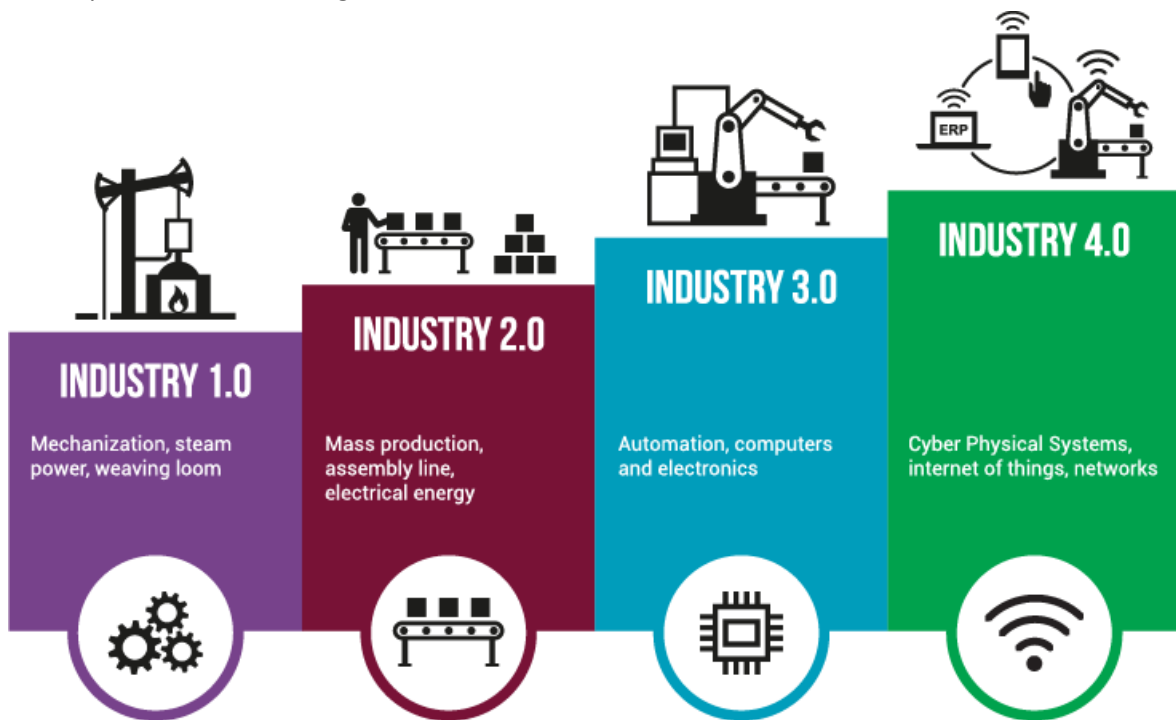 INDUSTRY 1.0
Mechanization, steam
power, weaving loom
INDUSTRY 2.0
Mass production,
assembly line,
electrical energy
INDUSTRY 3.0
Automation, computers
and electronics
ERP
INDUSTRY 4.0
Cyber Physical Systems,
internet of things, networks